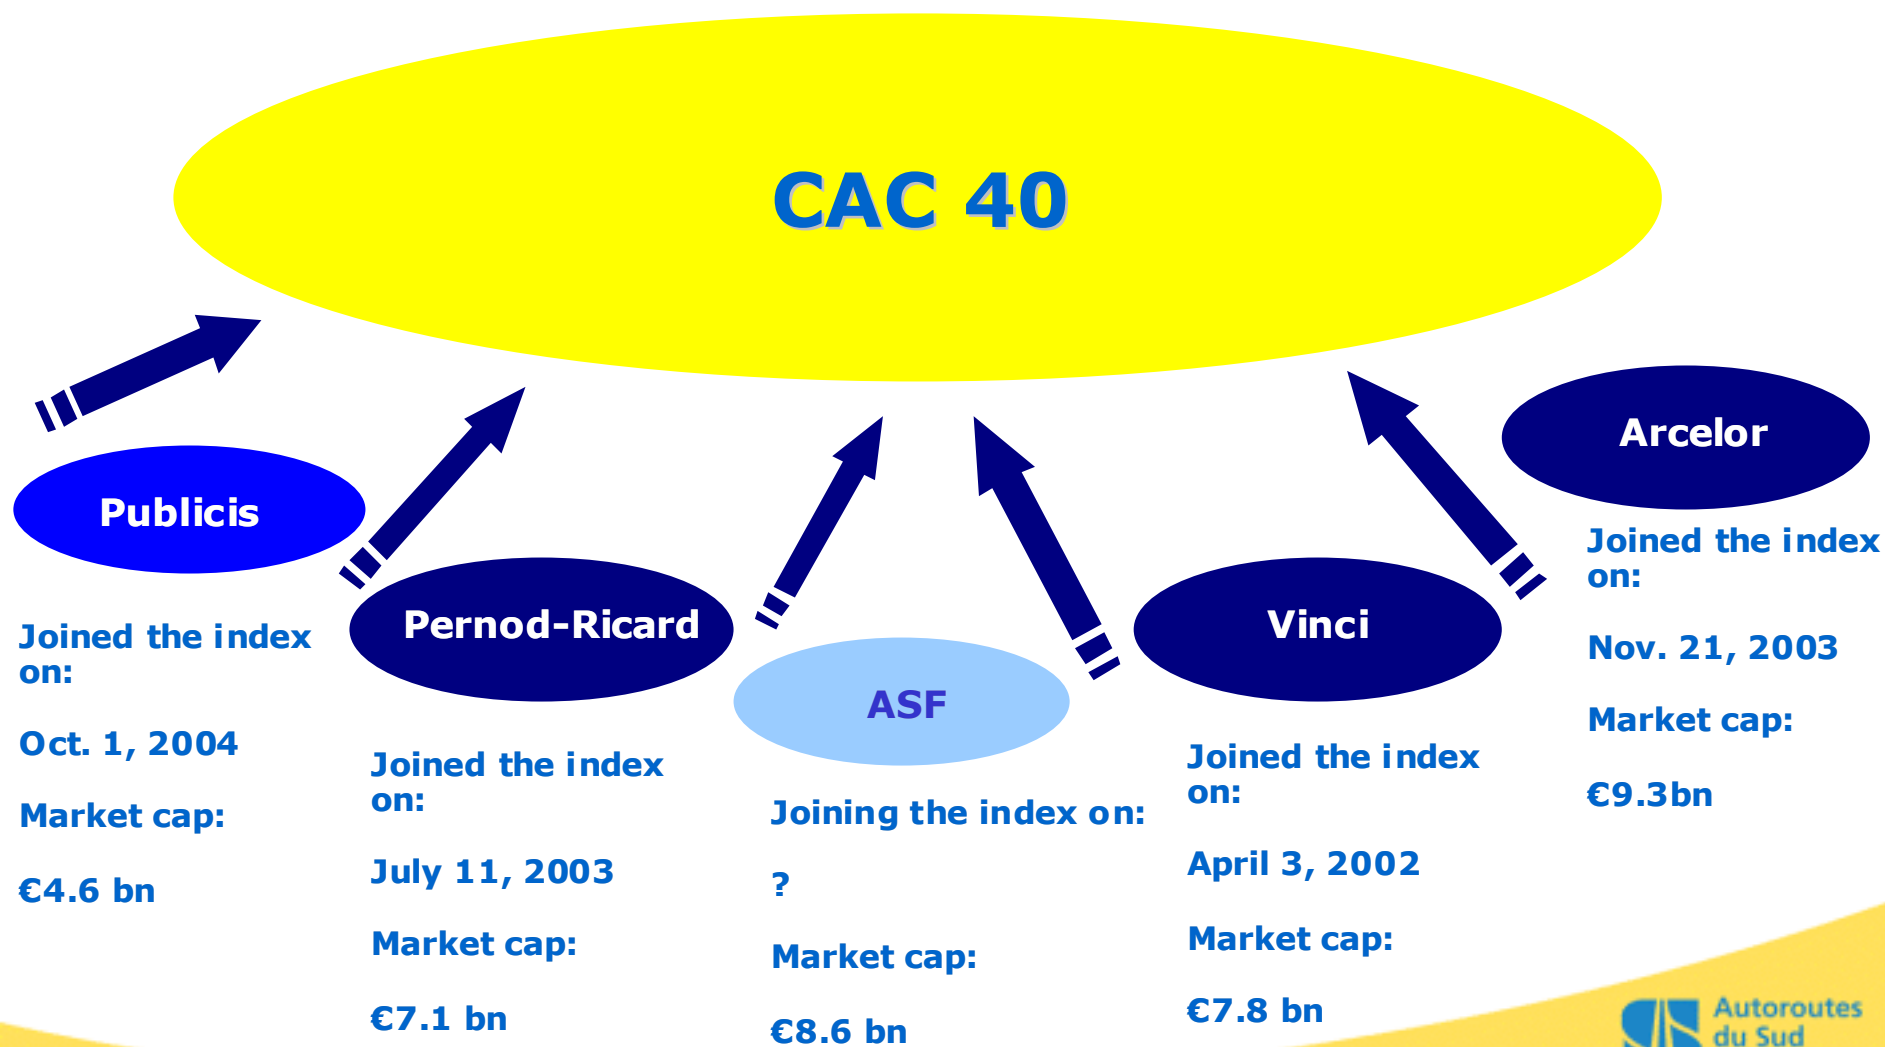 CAC 40
Publicis
Joined the index
on:
Oct. 1, 2004
Market cap:
€4.6 bn
Pernod-Ricard
Joined the index
on:
July 11, 2003
Market cap:
€7.1 bn
ASF
Joining the index on:
?
Market cap:
€8.6 bn
Vinci
Joined the index
on:
April 3, 2002
Market cap:
€7.8 bn
Arcelor
Joined the index
on:
Nov. 21, 2003
Market cap:
€9.3bn
Autoroutes
du Sud